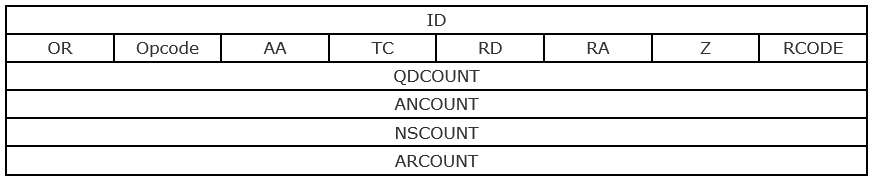 ID
OR Opcode AA TC RD RA Z RCODE
QDCOUNT
ANCOUNT
NSCOUNT
ARCOUNT